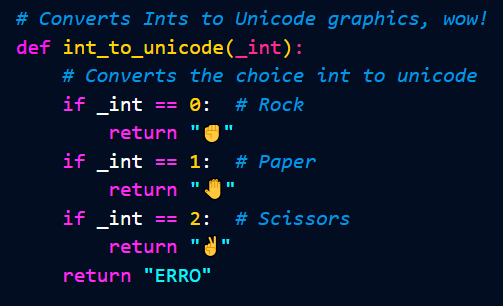 # Converts Ints to Unicode graphics, wow!
def int_to_unicode(_int):
    # Converts the choice int to unicode
    if _int == 0:  # Rock
        return "✊"
    if _int == 1:  # Paper
        return "🤚"
    if _int == 2:  # Scissors
        return "✌"
    return "ERRO"